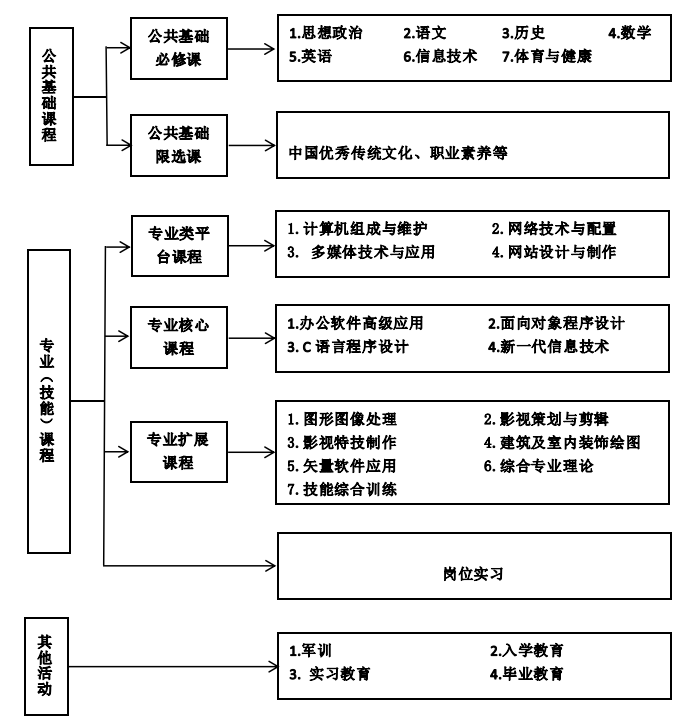 公共基础课程
公共基础
必修课
1.思想政治 2.语文 3.历史 4.数学
5.英语 6.信息技术 7.体育与健康
公共基础
限选课
中国优秀传统文化、职业素养等
专业（技能）课程
专业类平
台课程
1.计算机组成与维护 2.网络技术与配置
3. 多媒体技术与应用 4.网站设计与制作
专业核心
课程
1.办公软件高级应用 2.面向对象程序设计
3.C 语言程序设计 4.新一代信息技术
专业扩展
课程
1.图形图像处理 2.影视策划与剪辑
3.影视特技制作 4.建筑及室内装饰绘图
5.矢量软件应用 6.综合专业理论
7.技能综合训练
岗位实习
其他活动
1.军训 2.入学教育
3. 实习教育 4.毕业教育